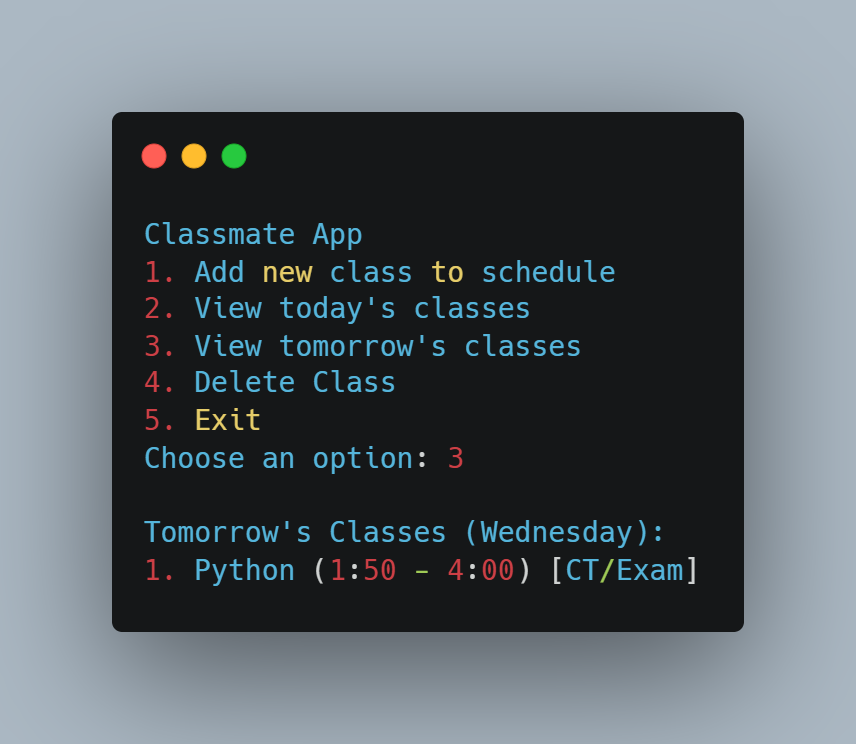 Classmate App
1. Add new class to schedule
2. View today's classes
3. View tomorrow's classes
4. Delete Class
5. Exit
Choose an option: 3
Tomorrow's Classes (Wednesday):
1. Python (1:50 - 4:00) [CT/Exam]